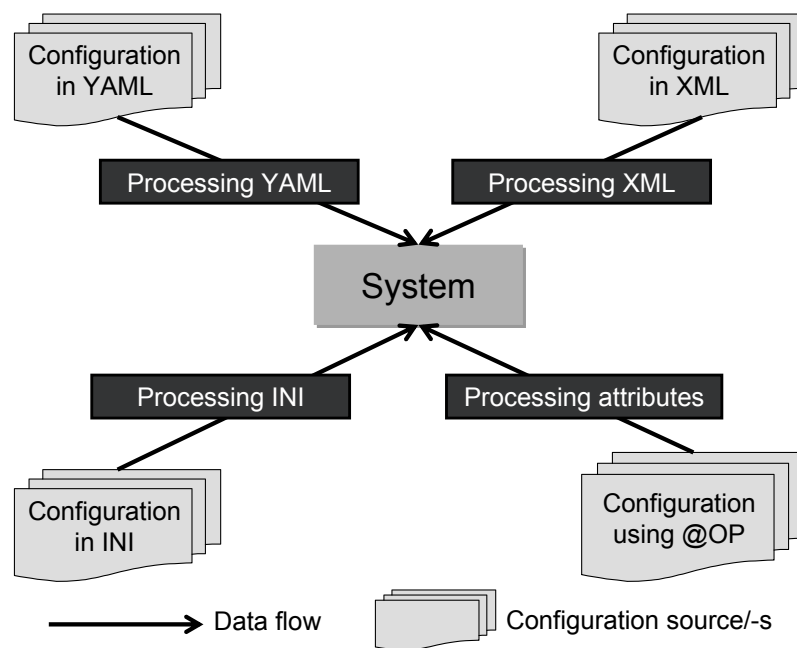 Configuration
in YAML
Configuration
in XML
Processing YAML
Processing XML
System
Processing INI
Processing attributes
Configuration
in INI
Configuration
using @OP
Data flow
Configuration source/-s